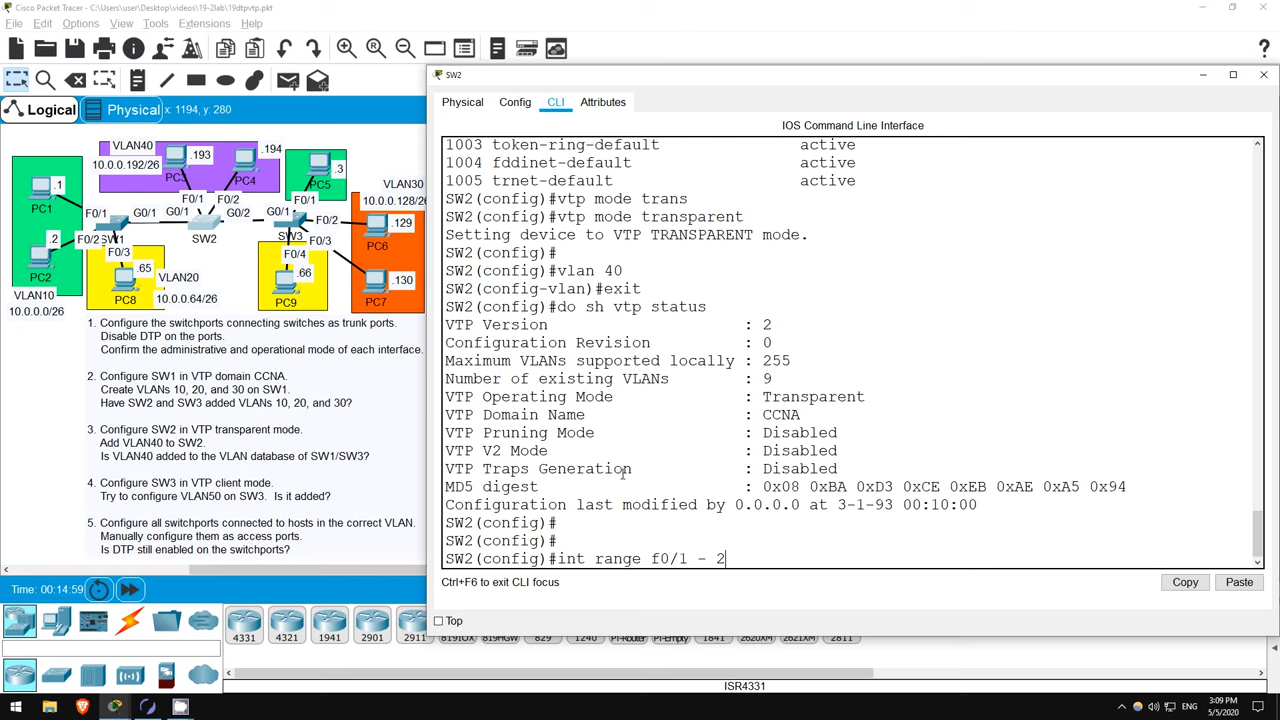 Cisco Packet Tracer - C:\Users\user\Desktop\videos\19-2lab\19dtpvtp.pkt
File Edit Options View Tools Extensions Help
Logical Physical x: 1194, y: 280
VLAN40
10.0.0.192/26
.193
.194
PC4
F0/1 F0/2
.3
PC5
F0/1
VLAN30
10.0.0.128/26
.1
PC1
F0/1
G0/1 G0/1 G0/2 G0/1
F0/2
.129
PC6
.2
PC2
F0/2
F0/3
SW2
SW3
F0/3
F0/4
.65
VLAN20
10.0.0.64/26
PC8
.66
PC9
.130
PC7
VLAN10
10.0.0.0/26
1. Configure the switchports connecting switches as trunk ports.
Disable DTP on the ports.
Confirm the administrative and operational mode of each interface.
2. Configure SW1 in VTP domain CCNA.
Create VLANs 10, 20, and 30 on SW1.
Have SW2 and SW3 added VLANs 10, 20, and 30?
3. Configure SW2 in VTP transparent mode.
Add VLAN40 to SW2.
Is VLAN40 added to the VLAN database of SW1/SW3?
4. Configure SW3 in VTP client mode.
Try to configure VLAN50 on SW3. Is it added?
5. Configure all switchports connected to hosts in the correct VLAN.
Manually configure them as access ports.
Is DTP still enabled on the switchports?
SW2
Physical Config CLI Attributes
IOS Command Line Interface
1003 token-ring-default active
1004 fddinet-default active
1005 trnet-default active
SW2(config)#vtp mode trans
SW2(config)#vtp mode transparent
Setting device to VTP TRANSPARENT mode.
SW2(config)#
SW2(config)#vlan 40
SW2(config-vlan)#exit
SW2(config)#do sh vtp status
VTP Version : 2
Configuration Revision : 0
Maximum VLANs supported locally : 255
Number of existing VLANs : 9
VTP Operating Mode : Transparent
VTP Domain Name : CCNA
VTP Pruning Mode : Disabled
VTP V2 Mode : Disabled
VTP Traps Generation : Disabled
MD5 digest : 0x08 0xBA 0xD3 0xCE 0xEB 0xAE 0xA5 0x94
Configuration last modified by 0.0.0.0 at 3-1-93 00:10:00
SW2(config)#
SW2(config)#
SW2(config)#int range f0/1 - 2
Ctrl+F6 to exit CLI focus
Copy Paste
Top
Time: 00:14:59
4331 4321 1941 2901 2911 819HGW 829 1240 PT-Router PT-Empty 1841 2620XM 2621XM 2811
ISR4331
3:09 PM
5/5/2020